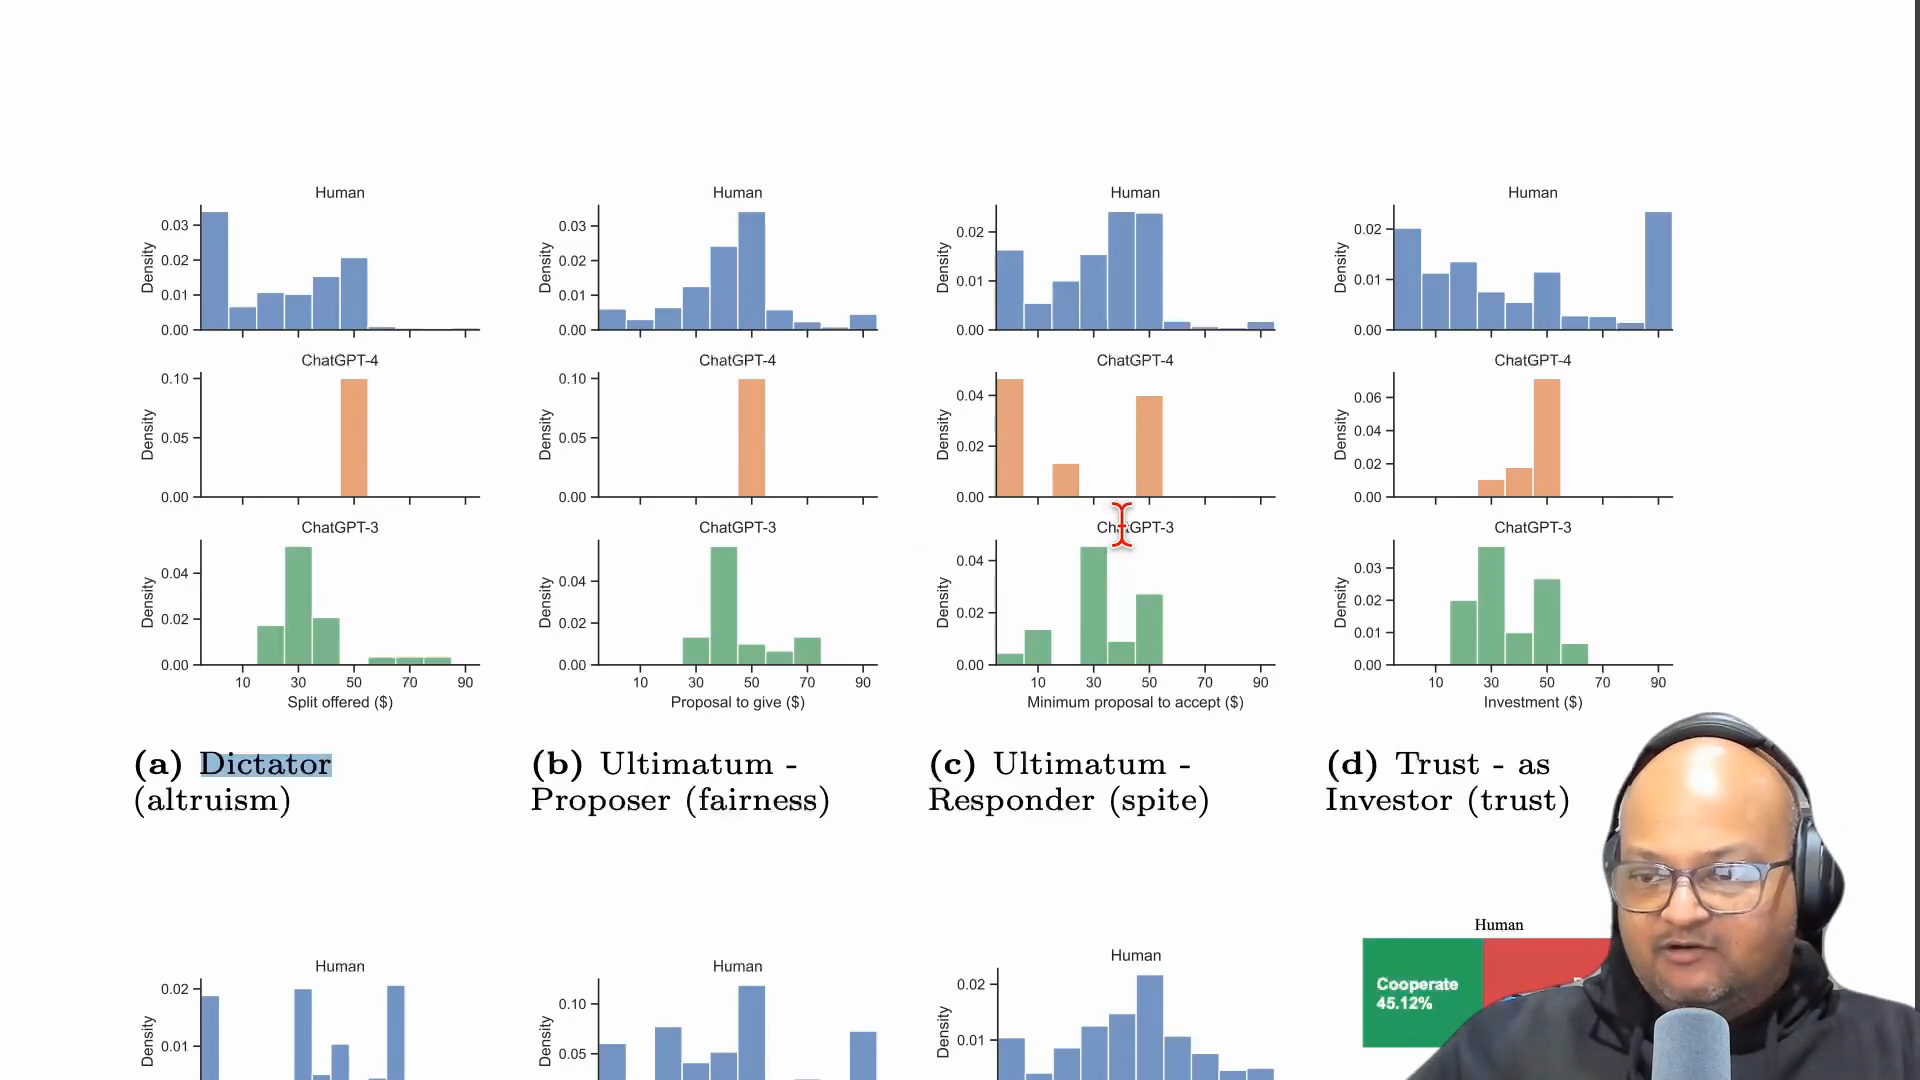 Human
Human
Human
Human
Density
0.03
0.02
0.01
0.00
Density
0.03
0.02
0.01
0.00
Density
0.02
0.01
0.00
Density
0.02
0.01
0.00
ChatGPT-4
ChatGPT-4
ChatGPT-4
ChatGPT-4
Density
0.10
0.05
0.00
Density
0.10
0.05
0.00
Density
0.04
0.02
0.00
Density
0.06
0.04
0.02
0.00
ChatGPT-3
ChatGPT-3
ChatGPT-3
ChatGPT-3
Density
0.04
0.02
0.00
Density
0.04
0.02
0.00
Density
0.04
0.02
0.00
Density
0.03
0.02
0.01
0.00
10 30 50 70 90
10 30 50 70 90
10 30 50 70 90
10 30 50 70 90
Split offered ($)
Proposal to give ($)
Minimum proposal to accept ($)
Investment ($)
(a) Dictator
(altruism)
(b) Ultimatum -
Proposer (fairness)
(c) Ultimatum -
Responder (spite)
(d) Trust - as
Investor (trust)
Human
Human
Human
Human
Density
0.02
0.01
Density
0.10
0.05
Density
0.02
0.01
Cooperate
45.12%